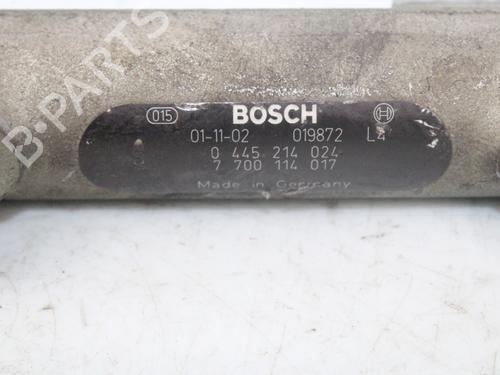 B-PARTS
015 BOSCH
01-11-02 019872 L4
0 445 214 024
7 700 114 017
Made in Germany